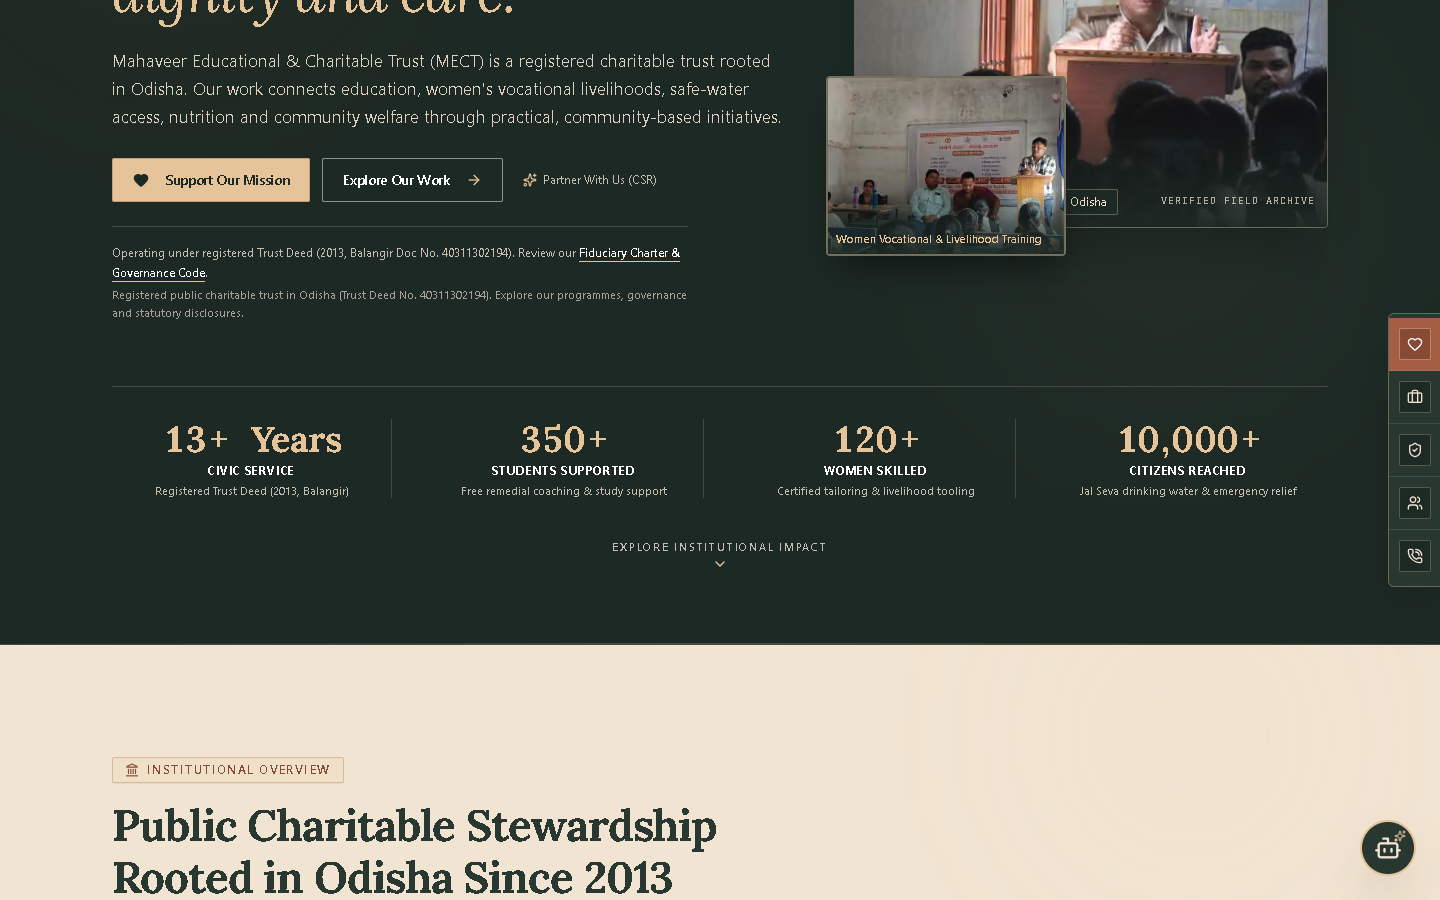 dignity and care.
Mahaveer Educational & Charitable Trust (MECT) is a registered charitable trust rooted
in Odisha. Our work connects education, women's vocational livelihoods, safe-water
access, nutrition and community welfare through practical, community-based initiatives.
Support Our Mission
Explore Our Work
Partner With Us (CSR)
Operating under registered Trust Deed (2013, Balangir Doc No. 40311302194). Review our Fiduciary Charter &
Governance Code.
Registered public charitable trust in Odisha (Trust Deed No. 40311302194). Explore our programmes, governance
and statutory disclosures.
Odisha
VERIFIED FIELD ARCHIVE
Women Vocational & Livelihood Training
13+ Years
CIVIC SERVICE
Registered Trust Deed (2013, Balangir)
350+
STUDENTS SUPPORTED
Free remedial coaching & study support
120+
WOMEN SKILLED
Certified tailoring & livelihood tooling
10,000+
CITIZENS REACHED
Jal Seva drinking water & emergency relief
EXPLORE INSTITUTIONAL IMPACT
INSTITUTIONAL OVERVIEW
Public Charitable Stewardship
Rooted in Odisha Since 2013